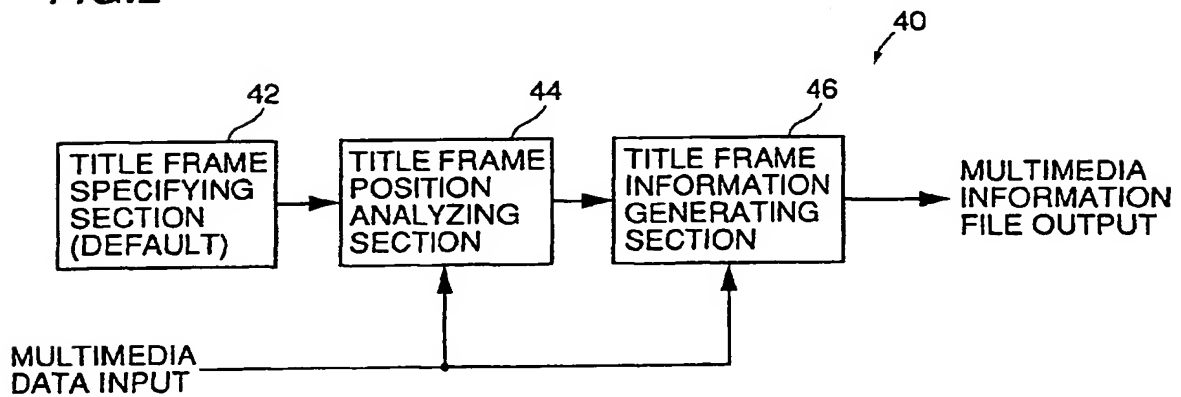 40
42
44
46
TITLE FRAME
SPECIFYING
SECTION
(DEFAULT)
TITLE FRAME
POSITION
ANALYZING
SECTION
TITLE FRAME
INFORMATION
GENERATING
SECTION
MULTIMEDIA
INFORMATION
FILE OUTPUT
MULTIMEDIA
DATA INPUT